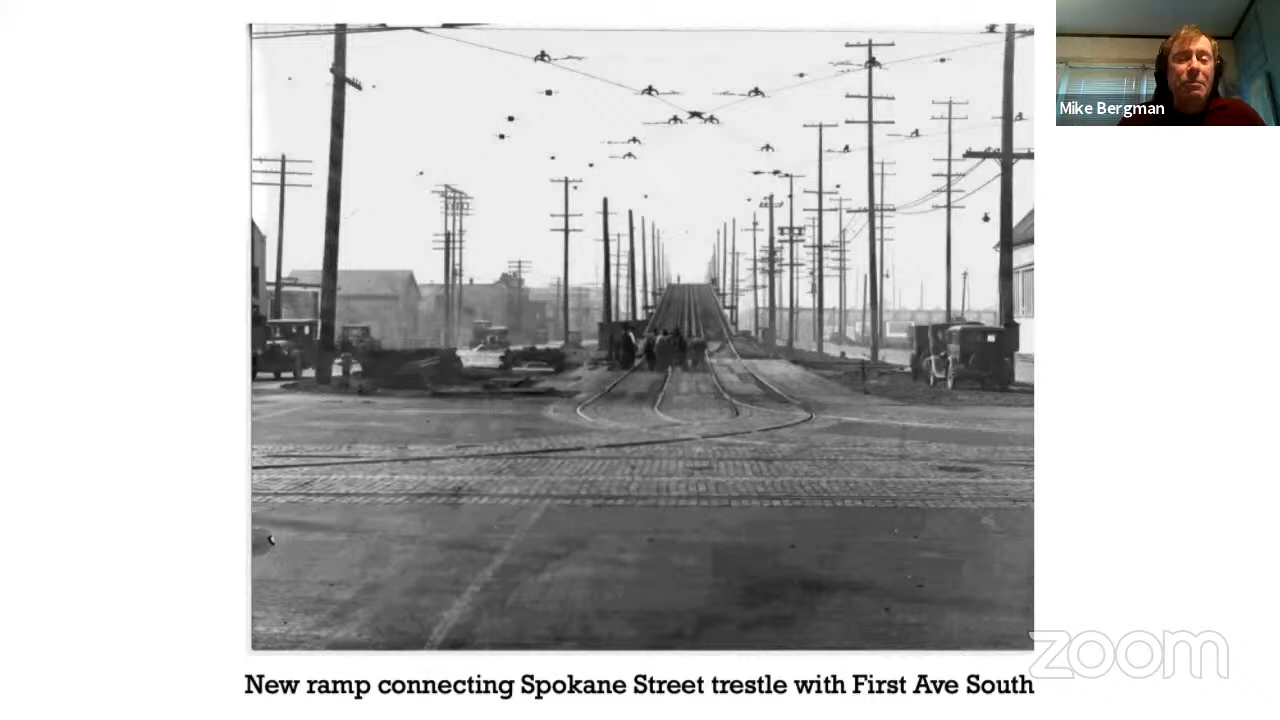 Mike Bergman
zoom
New ramp connecting Spokane Street trestle with First Ave South